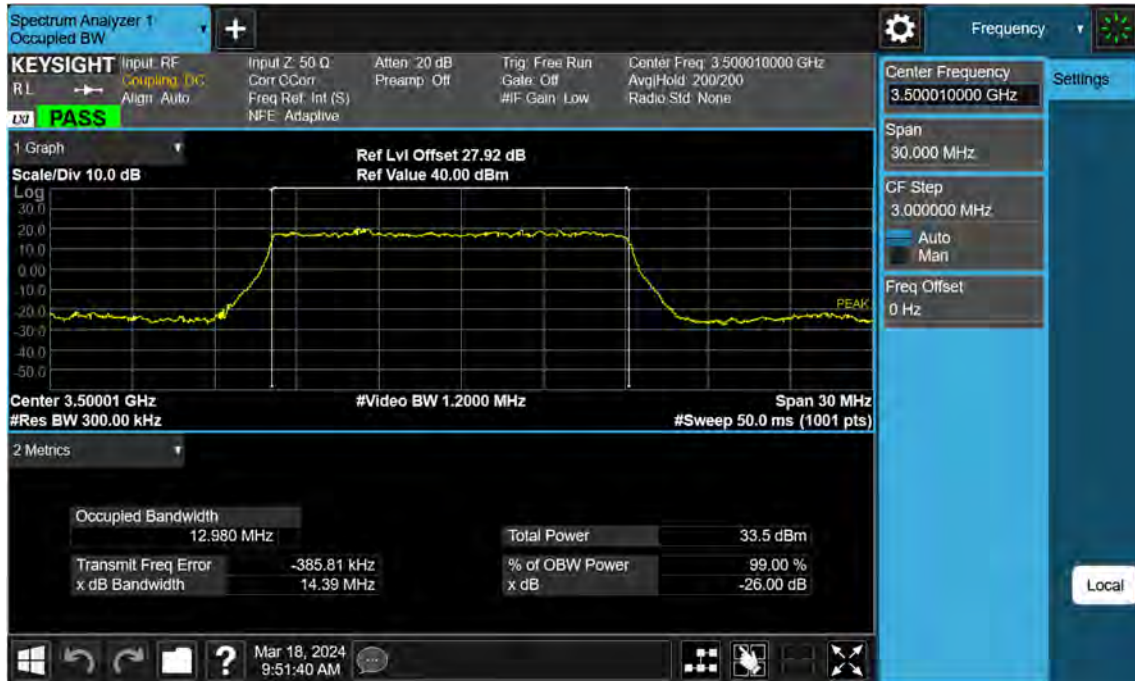 Spectrum Analyzer 1
Occupied BW
Frequency
KEYSIGHT
RL
LXI
PASS
Input: RF
Coupling: DC
Align: Auto
Input Z: 50 Ω
Corr CCorr
Freq Ref: Int (S)
NFE: Adaptive
Atten: 20 dB
Preamp: Off
Trig: Free Run
Gate: Off
#IF Gain: Low
Center Freq: 3.500010000 GHz
Avg|Hold: 200/200
Radio Std: None
Center Frequency
3.500010000 GHz
Settings
Span
30.000 MHz
CF Step
3.000000 MHz
Auto
Man
Freq Offset
0 Hz
1 Graph
Scale/Div 10.0 dB
Ref Lvl Offset 27.92 dB
Ref Value 40.00 dBm
Log
30.0
20.0
10.0
0.00
-10.0
-20.0
-30.0
-40.0
-50.0
PEAK
Center 3.50001 GHz
#Video BW 1.2000 MHz
Span 30 MHz
#Res BW 300.00 kHz
#Sweep 50.0 ms (1001 pts)
2 Metrics
Occupied Bandwidth
12.980 MHz
Total Power 33.5 dBm
Transmit Freq Error -385.81 kHz
% of OBW Power 99.00 %
x dB Bandwidth 14.39 MHz
x dB -26.00 dB
Local
?
Mar 18, 2024
9:51:40 AM